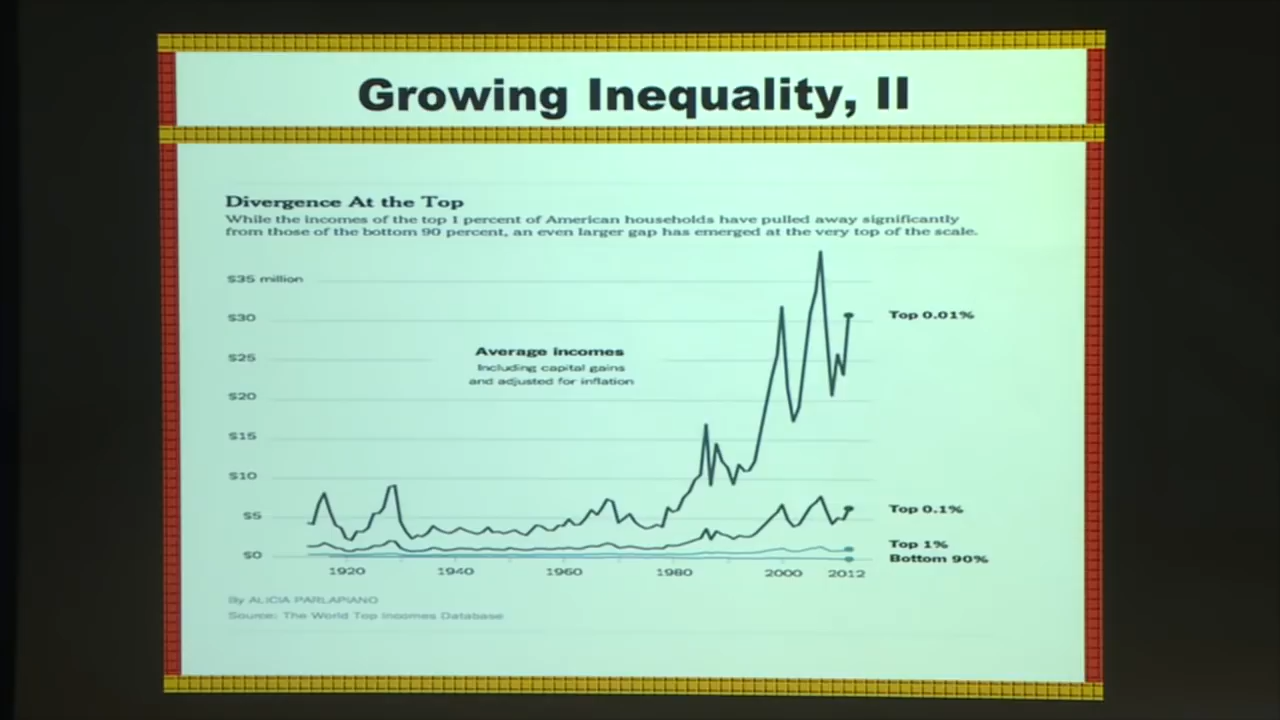 Growing Inequality, II
Divergence At the Top
While the incomes of the top 1 percent of American households have pulled away significantly
from those of the bottom 90 percent, an even larger gap has emerged at the very top of the scale.
$35 million
$30
$25
$20
$15
$10
$5
$0
Average incomes
Including capital gains
and adjusted for inflation
Top 0.01%
Top 0.1%
Top 1%
Bottom 90%
1920 1940 1960 1980 2000 2012
By ALICIA PARLAPIANO
Source: The World Top Incomes Database